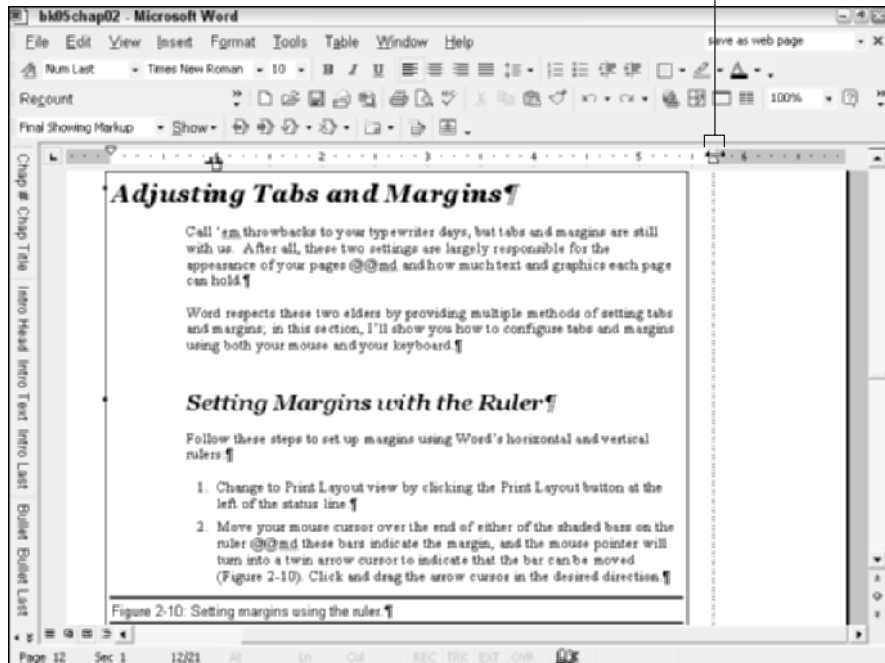 bk05chap02 - Microsoft Word
File Edit View Insert Format Tools Table Window Help
save as web page
Num Last Times New Roman 10 B I U
Recount
100%
Final Showing Markup Show
1 2 3 4 5 6
Chap # Chap Title Intro Head Intro Text Intro Last Bullet Bullet Last
Adjusting Tabs and Margins¶
Call 'em throwbacks to your typewriter days, but tabs and margins are still
with us. After all, these two settings are largely responsible for the
appearance of your pages @@md and how much text and graphics each page
can hold.¶
Word respects these two elders by providing multiple methods of setting tabs
and margins; in this section, I'll show you how to configure tabs and margins
using both your mouse and your keyboard.¶
Setting Margins with the Ruler¶
Follow these steps to set up margins using Word's horizontal and vertical
rulers:¶
1. Change to Print Layout view by clicking the Print Layout button at the
left of the status line.¶
2. Move your mouse cursor over the end of either of the shaded bars on the
ruler @@md these bars indicate the margin, and the mouse pointer will
turn into a twin arrow cursor to indicate that the bar can be moved
(Figure 2-10). Click and drag the arrow cursor in the desired direction.¶
Figure 2-10: Setting margins using the ruler.¶
Page 12 Sec 1 12/21 At Ln Col REC TRK EXT OVR